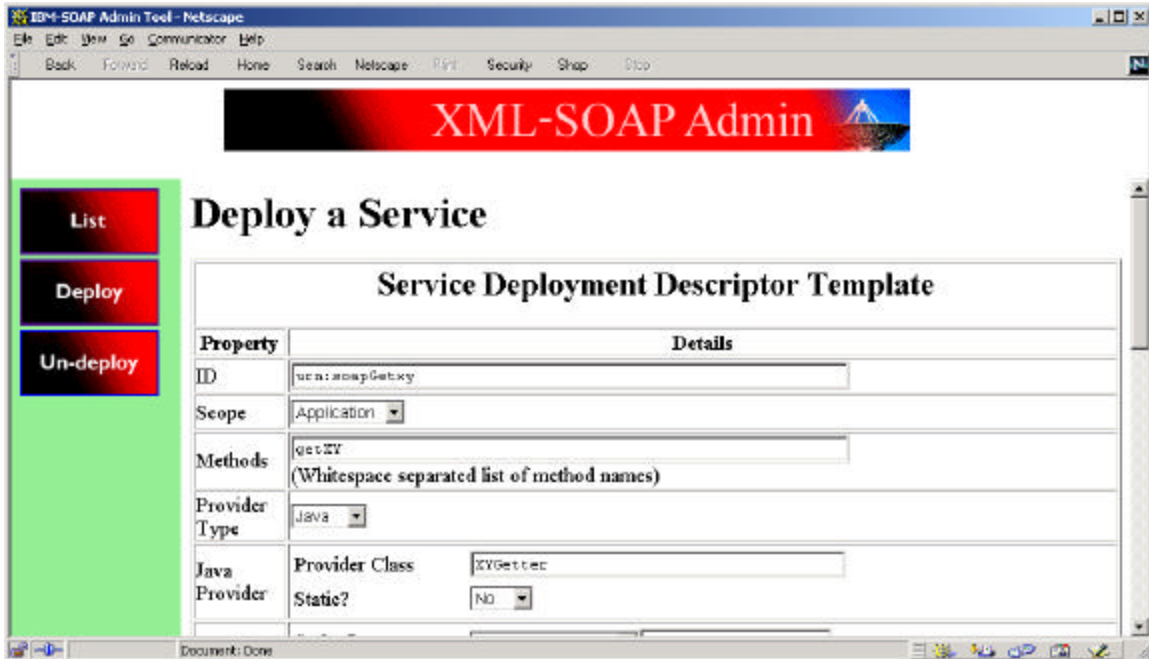 IBM-SOAP Admin Tool - Netscape
File Edit View Go Communicator Help
Back Forward Reload Home Search Netscape Print Security Shop Stop
N
XML-SOAP Admin
List
Deploy
Un-deploy
Deploy a Service
Service Deployment Descriptor Template
Property Details
ID urn:soapGetxy
Scope Application
Methods getXY
(Whitespace separated list of method names)
Provider Type Java
Java Provider Provider Class XYGetter
Static? No
Document: Done